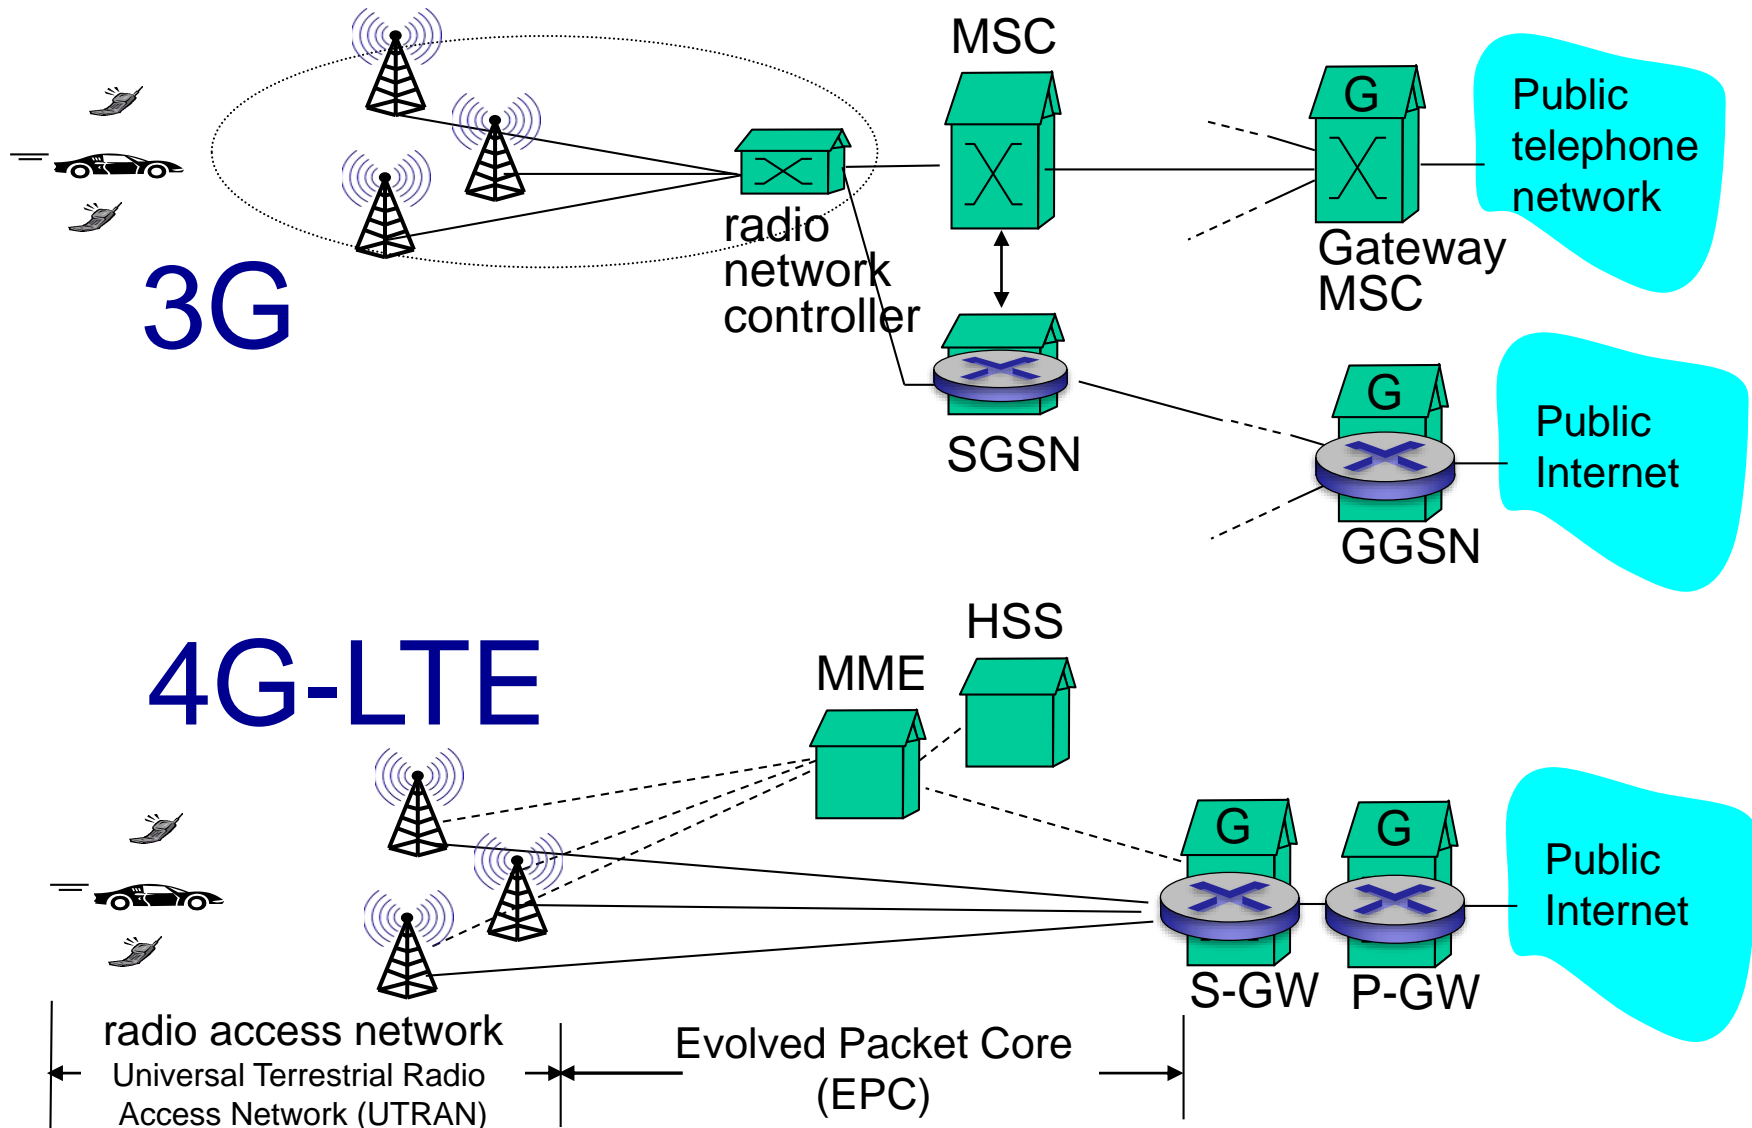 MSC
G
Public
telephone
network
radio
network
controller
Gateway
MSC
3G
SGSN
G
Public
Internet
GGSN
HSS
4G-LTE
MME
G
G
Public
Internet
S-GW
P-GW
radio access network
Universal Terrestrial Radio
Access Network (UTRAN)
Evolved Packet Core
(EPC)